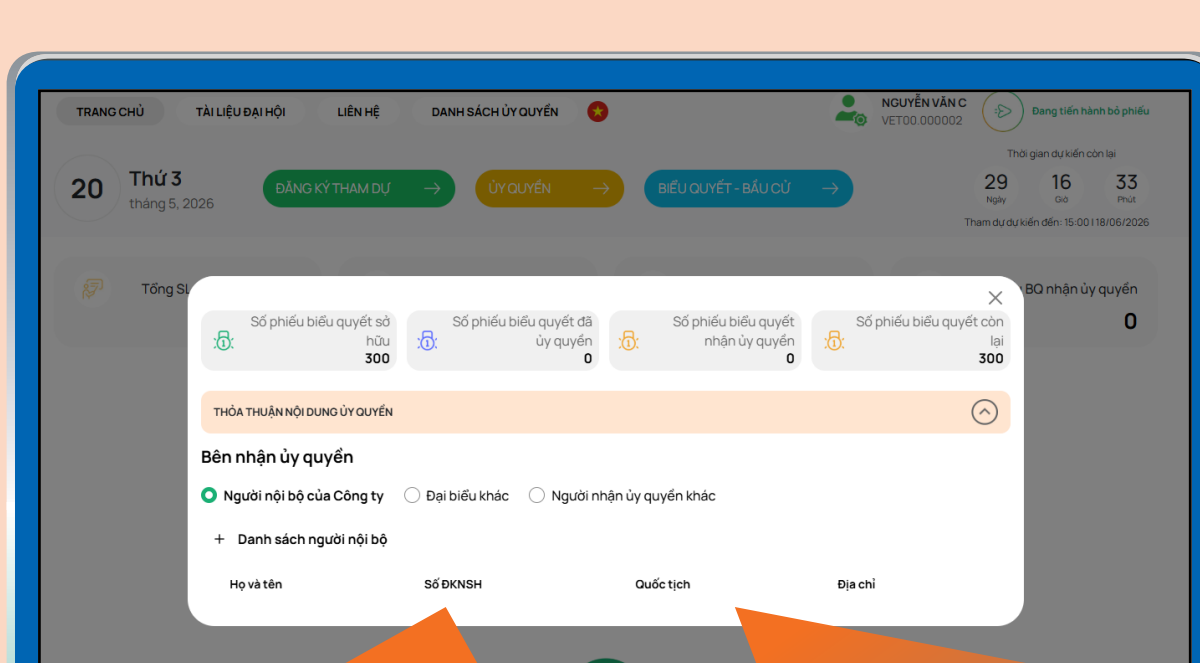 TRANG CHỦ TÀI LIỆU ĐẠI HỘI LIÊN HỆ DANH SÁCH ỦY QUYỀN NGUYỄN VĂN C
VET00.000002
Đang tiến hành bỏ phiếu
20 Thứ 3
tháng 5, 2026
ĐĂNG KÝ THAM DỰ ỦY QUYỀN BIỂU QUYẾT - BẦU CỬ
Thời gian dự kiến còn lại
29 16 33
Ngày Giờ Phút
Tham dự dự kiến đến: 15:00 | 18/06/2026
Tổng SL
BQ nhận ủy quyền
0
Số phiếu biểu quyết sở
hữu
300
Số phiếu biểu quyết đã
ủy quyền
0
Số phiếu biểu quyết
nhận ủy quyền
0
Số phiếu biểu quyết còn
lại
300
THỎA THUẬN NỘI DUNG ỦY QUYỀN
Bên nhận ủy quyền
Người nội bộ của Công ty Đại biểu khác Người nhận ủy quyền khác
+ Danh sách người nội bộ
Họ và tên Số ĐKNSH Quốc tịch Địa chỉ